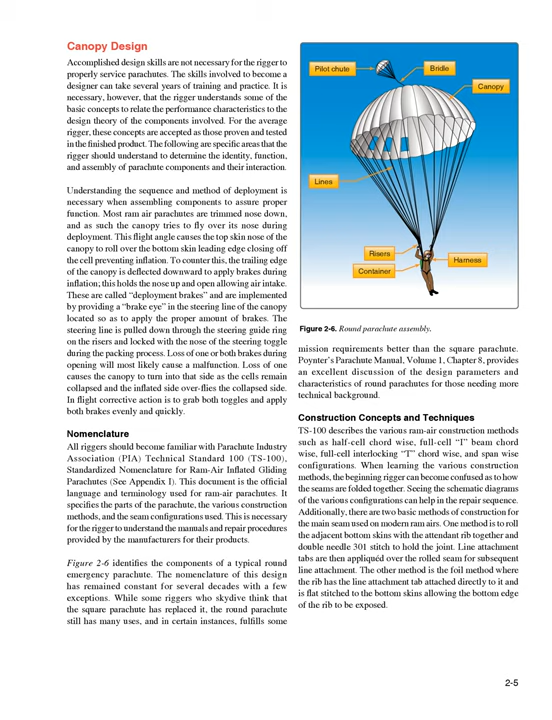 Canopy Design
Accomplished design skills are not necessary for the rigger to
properly service parachutes. The skills involved to become a
designer can take several years of training and practice. It is
necessary, however, that the rigger understands some of the
basic concepts to relate the performance characteristics to the
design theory of the components involved. For the average
rigger, these concepts are accepted as those proven and tested
in the finished product. The following are specific areas that the
rigger should understand to determine the identity, function,
and assembly of parachute components and their interaction.
Understanding the sequence and method of deployment is
necessary when assembling components to assure proper
function. Most ram air parachutes are trimmed nose down,
and as such the canopy tries to fly over its nose during
deployment. This flight angle causes the top skin nose of the
canopy to roll over the bottom skin leading edge closing off
the cell preventing inflation. To counter this, the trailing edge
of the canopy is deflected downward to apply brakes during
inflation; this holds the nose up and open allowing air intake.
These are called “deployment brakes” and are implemented
by providing a “brake eye” in the steering line of the canopy
located so as to apply the proper amount of brakes. The
steering line is pulled down through the steering guide ring
on the risers and locked with the nose of the steering toggle
during the packing process. Loss of one or both brakes during
opening will most likely cause a malfunction. Loss of one
causes the canopy to turn into that side as the cells remain
collapsed and the inflated side over-flies the collapsed side.
In flight corrective action is to grab both toggles and apply
both brakes evenly and quickly.
Nomenclature
All riggers should become familiar with Parachute Industry
Association (PIA) Technical Standard 100 (TS-100),
Standardized Nomenclature for Ram-Air Inflated Gliding
Parachutes (See Appendix I). This document is the official
language and terminology used for ram-air parachutes. It
specifies the parts of the parachute, the various construction
methods, and the seam configurations used. This is necessary
for the rigger to understand the manuals and repair procedures
provided by the manufacturers for their products.
Figure 2-6 identifies the components of a typical round
emergency parachute. The nomenclature of this design
has remained constant for several decades with a few
exceptions. While some riggers who skydive think that
the square parachute has replaced it, the round parachute
still has many uses, and in certain instances, fulfills some
Pilot chute
Bridle
Canopy
Lines
Risers
Harness
Container
Figure 2-6. Round parachute assembly.
mission requirements better than the square parachute.
Poynter’s Parachute Manual, Volume 1, Chapter 8, provides
an excellent discussion of the design parameters and
characteristics of round parachutes for those needing more
technical background.
Construction Concepts and Techniques
TS-100 describes the various ram-air construction methods
such as half-cell chord wise, full-cell “I” beam chord
wise, full-cell interlocking “T” chord wise, and span wise
configurations. When learning the various construction
methods, the beginning rigger can become confused as to how
the seams are folded together. Seeing the schematic diagrams
of the various configurations can help in the repair sequence.
Additionally, there are two basic methods of construction for
the main seam used on modern ram airs. One method is to roll
the adjacent bottom skins with the attendant rib together and
double needle 301 stitch to hold the joint. Line attachment
tabs are then appliquéd over the rolled seam for subsequent
line attachment. The other method is the foil method where
the rib has the line attachment tab attached directly to it and
is flat stitched to the bottom skins allowing the bottom edge
of the rib to be exposed.
2-5